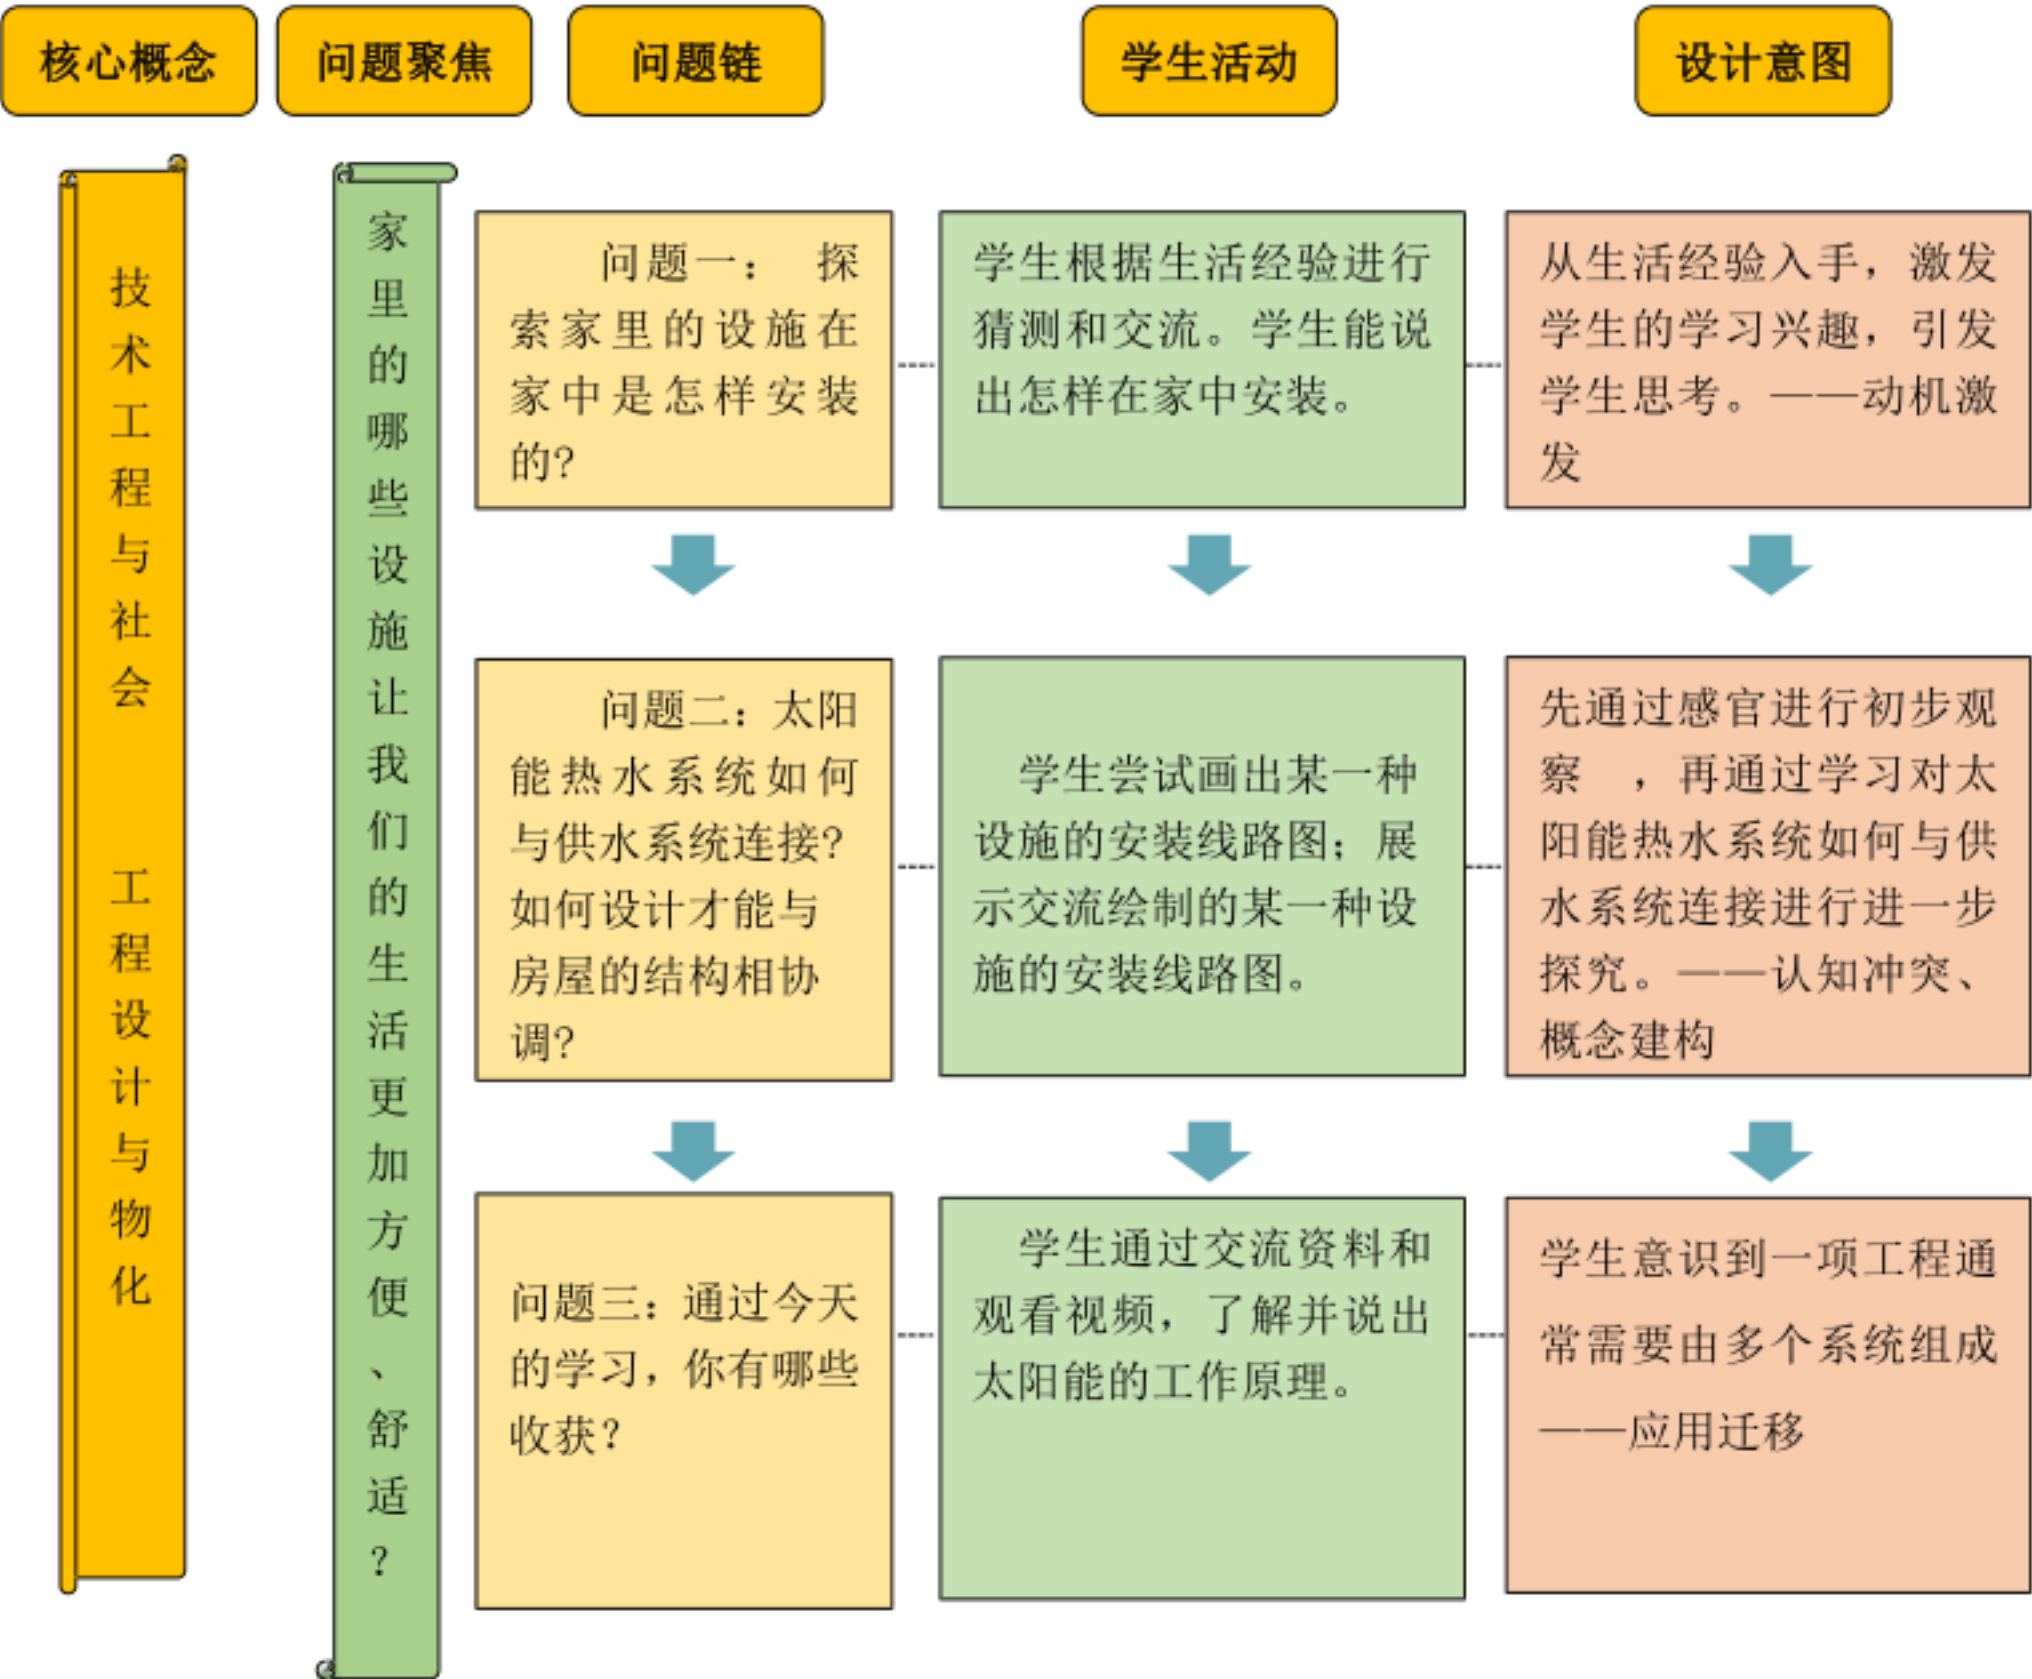 核心概念
问题聚焦
问题链
学生活动
设计意图
技术工程与社会 工程设计与物化
家里的哪些设施让我们的生活更加方便、舒适？
问题一： 探
索家里的设施在
家中是怎样安装
的?
学生根据生活经验进行
猜测和交流。学生能说
出怎样在家中安装。
从生活经验入手，激发
学生的学习兴趣，引发
学生思考。——动机激
发
问题二：太阳
能热水系统如何
与供水系统连接?
如何设计才能与
房屋的结构相协
调?
学生尝试画出某一种
设施的安装线路图；展
示交流绘制的某一种设
施的安装线路图。
先通过感官进行初步观
察 ，再通过学习对太
阳能热水系统如何与供
水系统连接进行进一步
探究。——认知冲突、
概念建构
问题三：通过今天
的学习，你有哪些
收获？
学生通过交流资料和
观看视频，了解并说出
太阳能的工作原理。
学生意识到一项工程通
常需要由多个系统组成
——应用迁移